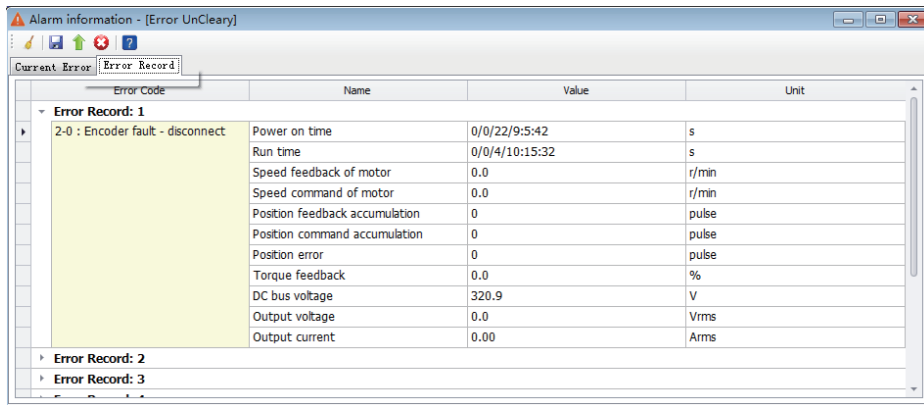 Alarm information - [Error UnCleary]
Current Error Error Record
Error Code Name Value Unit
Error Record: 1
2-0 : Encoder fault - disconnect Power on time 0/0/22/9:5:42 s
Run time 0/0/4/10:15:32 s
Speed feedback of motor 0.0 r/min
Speed command of motor 0.0 r/min
Position feedback accumulation 0 pulse
Position command accumulation 0 pulse
Position error 0 pulse
Torque feedback 0.0 %
DC bus voltage 320.9 V
Output voltage 0.0 Vrms
Output current 0.00 Arms
Error Record: 2
Error Record: 3